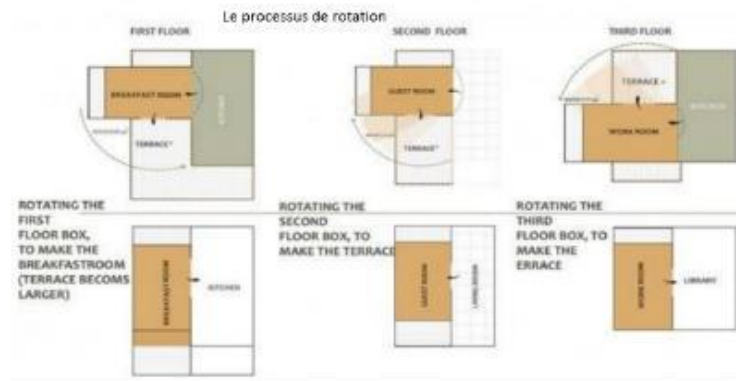 Le processus de rotation
FIRST FLOOR
SECOND FLOOR
THIRD FLOOR
BREAKFAST ROOM
KITCHEN
TERRACE*
GUEST ROOM
TERRACE*
TERRACE *
WORK ROOM
ROTATING THE
FIRST
FLOOR BOX,
TO MAKE THE
BREAKFASTROOM
(TERRACE BECOMS
LARGER)
ROTATING THE
SECOND
FLOOR BOX, TO
MAKE THE TERRACE
ROTATING THE
THIRD
FLOOR BOX, TO
MAKE THE
ERRACE
BREAKFAST ROOM
KITCHEN
GUEST ROOM
LIVING ROOM
WORK ROOM
LIBRARY